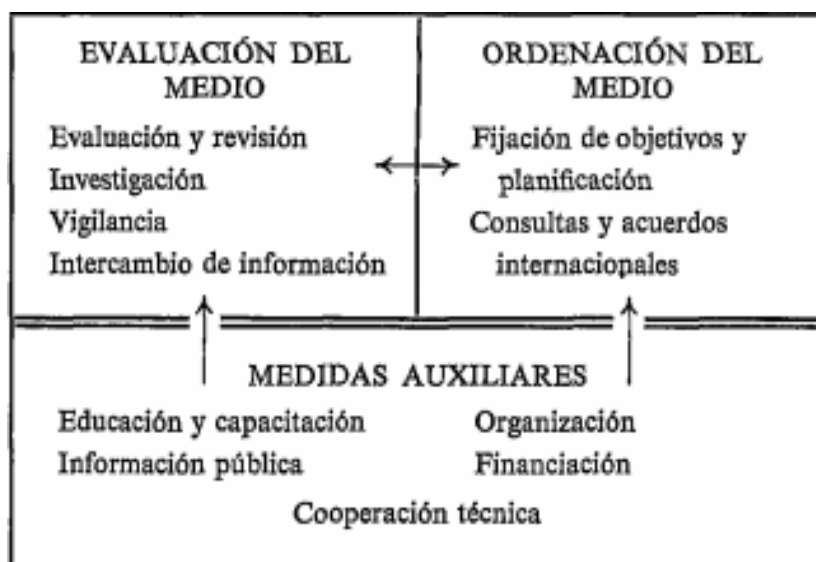 EVALUACIÓN DEL
MEDIO
Evaluación y revisión
Investigación
Vigilancia
Intercambio de información
ORDENACIÓN DEL
MEDIO
Fijación de objetivos y
planificación
Consultas y acuerdos
internaciopales
MEDIDAS AUXILIARES
Educación y capacitación
Información pública
Organización
Financiación
Cooperación técnica